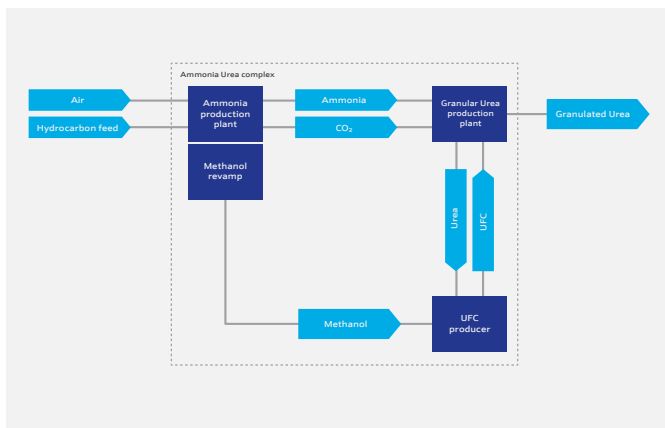 Ammonia Urea complex
Air
Hydrocarbon feed
Ammonia
production
plant
Methanol
revamp
Ammonia
CO₂
Granular Urea
production
plant
Granulated Urea
Urea
UFC
Methanol
UFC
producer